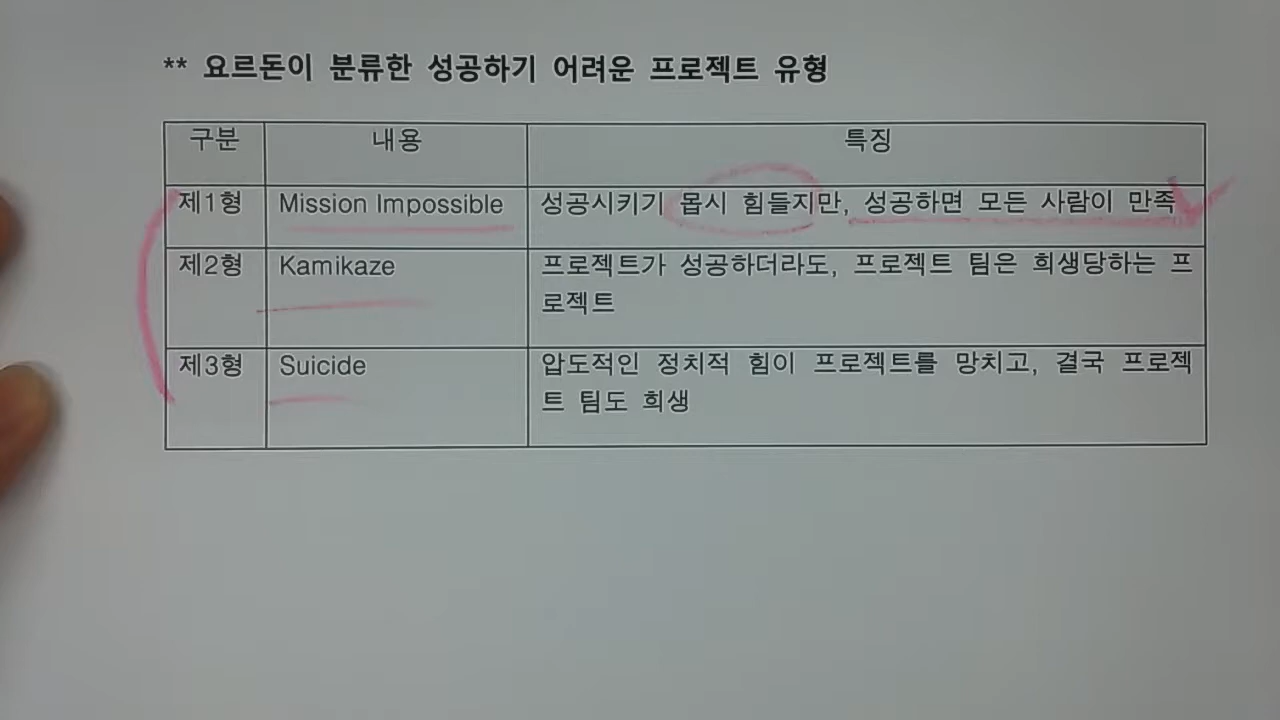 ** 요르돈이 분류한 성공하기 어려운 프로젝트 유형
구분 내용 특징
제1형 Mission Impossible 성공시키기 몹시 힘들지만, 성공하면 모든 사람이 만족
제2형 Kamikaze 프로젝트가 성공하더라도, 프로젝트 팀은 희생당하는 프
로젝트
제3형 Suicide 압도적인 정치적 힘이 프로젝트를 망치고, 결국 프로젝
트 팀도 희생